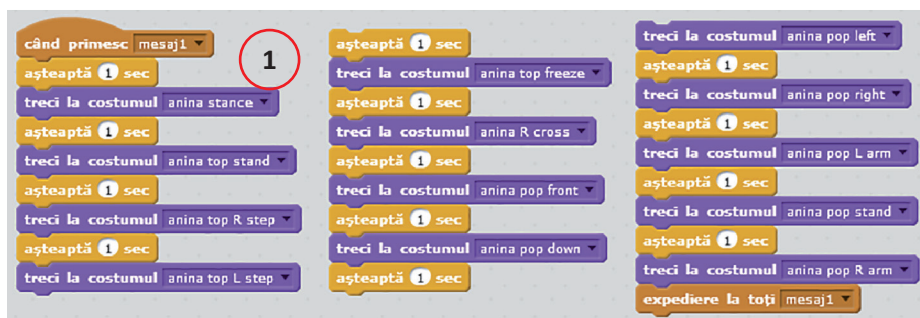 când primesc mesaj1
așteaptă 1 sec
treci la costumul anina stance
așteaptă 1 sec
treci la costumul anina top stand
așteaptă 1 sec
treci la costumul anina top R step
așteaptă 1 sec
treci la costumul anina top L step
1
așteaptă 1 sec
treci la costumul anina top freeze
așteaptă 1 sec
treci la costumul anina R cross
așteaptă 1 sec
treci la costumul anina pop front
așteaptă 1 sec
treci la costumul anina pop down
așteaptă 1 sec
treci la costumul anina pop left
așteaptă 1 sec
treci la costumul anina pop right
așteaptă 1 sec
treci la costumul anina pop L arm
așteaptă 1 sec
treci la costumul anina pop stand
așteaptă 1 sec
treci la costumul anina pop R arm
expediere la toți mesaj1